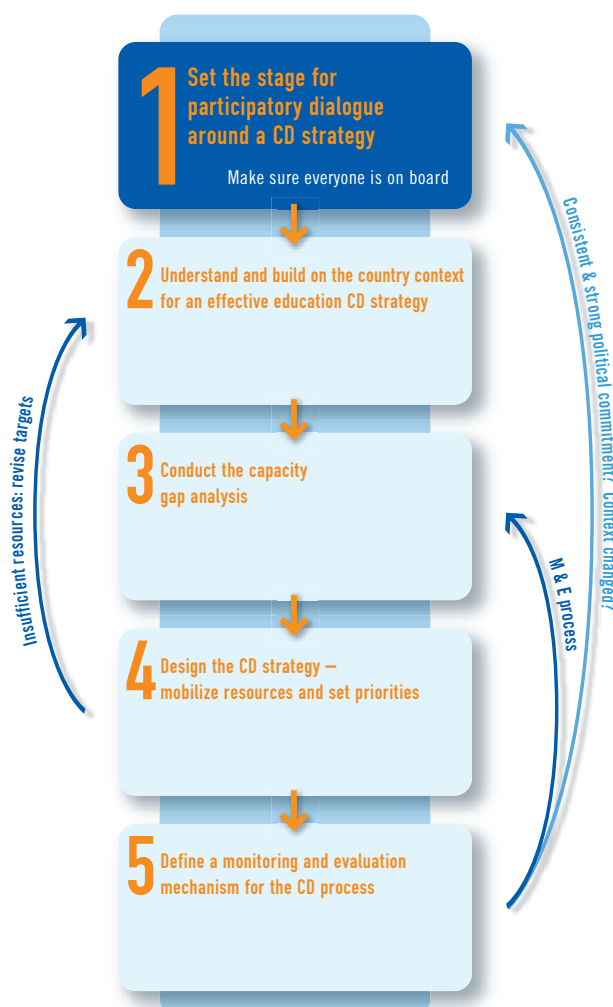 1
Set the stage for
participatory dialogue
around a CD strategy
Make sure everyone is on board
2
Understand and build on the country context
for an effective education CD strategy
3
Conduct the capacity
gap analysis
4
Design the CD strategy –
mobilize resources and set priorities
5
Define a monitoring and evaluation
mechanism for the CD process
Insufficient resources: revise targets
M & E process
Consistent & strong political commitment? Context changed?